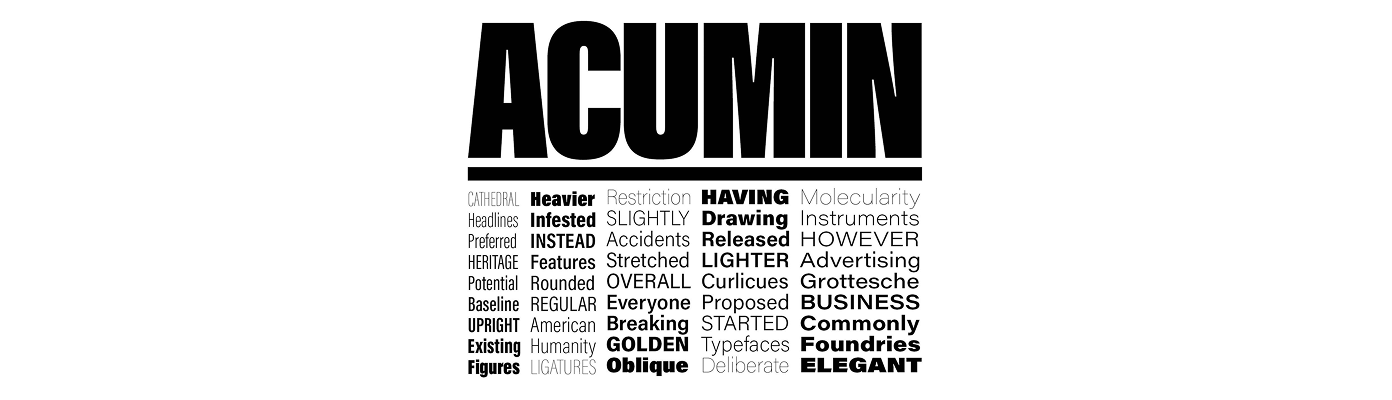 ACUMIN
CATHEDRAL Heavier Restriction HAVING Molecularity
Headlines Infested SLIGHTLY Drawing Instruments
Preferred INSTEAD Accidents Released HOWEVER
HERITAGE Features Stretched LIGHTER Advertising
Potential Rounded OVERALL Curlicues Grottesche
Baseline REGULAR Everyone Proposed BUSINESS
UPRIGHT American Breaking STARTED Commonly
Existing Humanity GOLDEN Typefaces Foundries
Figures LIGATURES Oblique Deliberate ELEGANT